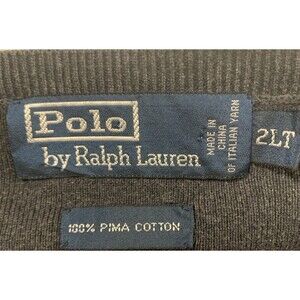 Polo
by Ralph Lauren
MADE IN
CHINA
OF ITALIAN YARN
2LT
100% PIMA COTTON